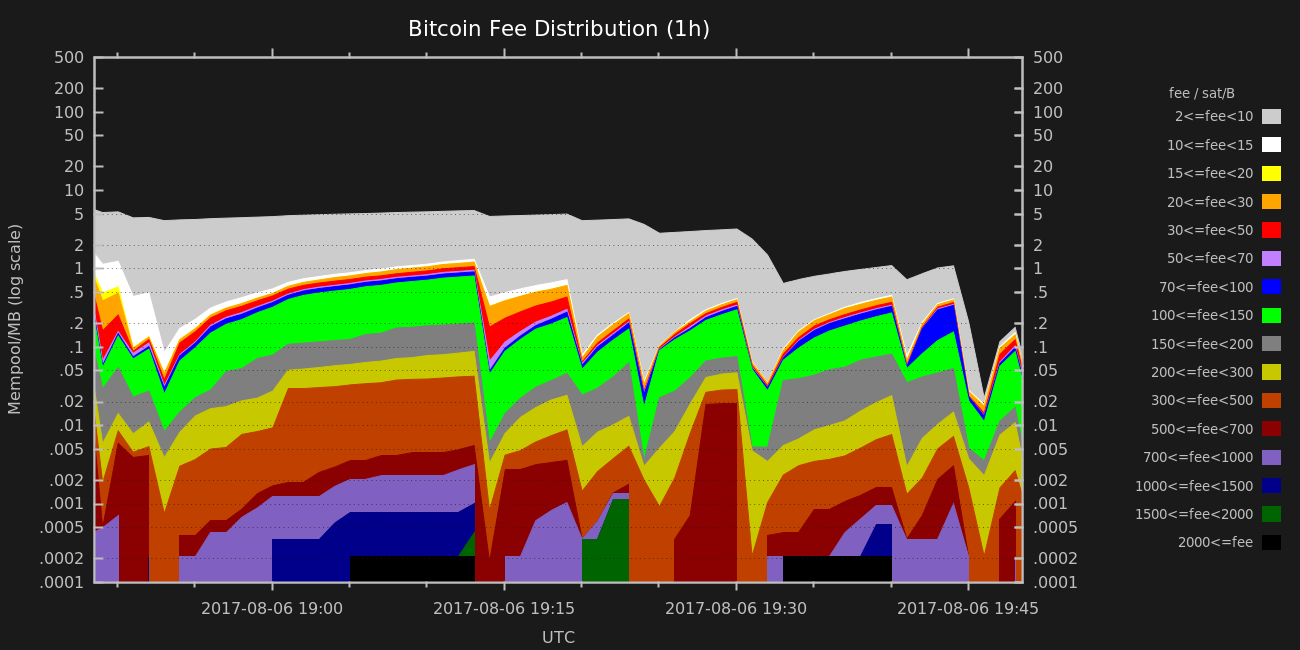 Bitcoin Fee Distribution (1h)
Mempool/MB (log scale)
500
200
100
50
20
10
5
2
1
.5
.2
.1
.05
.02
.01
.005
.002
.001
.0005
.0002
.0001
500
200
100
50
20
10
5
2
1
.5
.2
.1
.05
.02
.01
.005
.002
.001
.0005
.0002
.0001
2017-08-06 19:00
2017-08-06 19:15
2017-08-06 19:30
2017-08-06 19:45
UTC
fee / sat/B
2<=fee<10
10<=fee<15
15<=fee<20
20<=fee<30
30<=fee<50
50<=fee<70
70<=fee<100
100<=fee<150
150<=fee<200
200<=fee<300
300<=fee<500
500<=fee<700
700<=fee<1000
1000<=fee<1500
1500<=fee<2000
2000<=fee